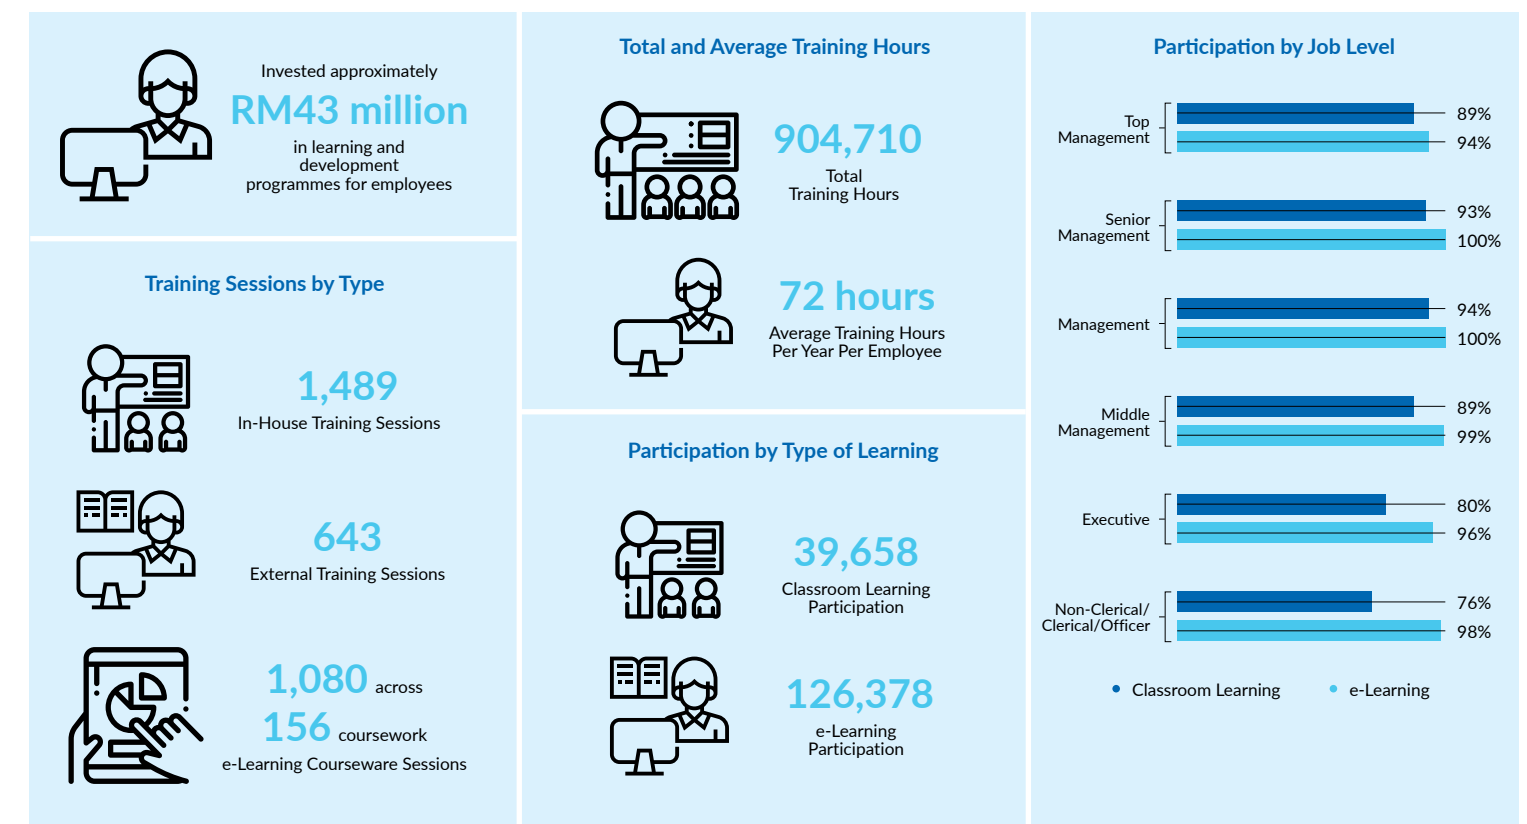 Invested approximately
RM43 million
in learning and
development
programmes for employees
Training Sessions by Type
1,489
In-House Training Sessions
643
External Training Sessions
1,080 across
156 coursework
e-Learning Courseware Sessions
Total and Average Training Hours
904,710
Total
Training Hours
72 hours
Average Training Hours
Per Year Per Employee
Participation by Type of Learning
39,658
Classroom Learning
Participation
126,378
e-Learning
Participation
Participation by Job Level
Top
Management
89%
94%
Senior
Management
93%
100%
Management
94%
100%
Middle
Management
89%
99%
Executive
80%
96%
Non-Clerical/
Clerical/Officer
76%
98%
Classroom Learning
e-Learning